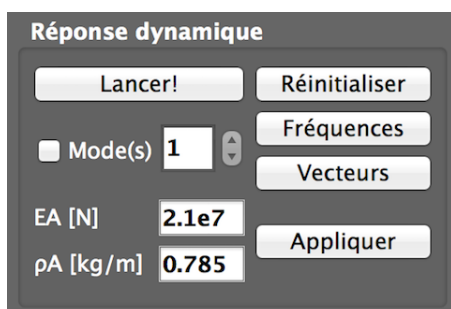 Réponse dynamique
Lancer! Réinitialiser
Mode(s) 1 Fréquences
Vecteurs
EA [N] 2.1e7
Appliquer
ρA [kg/m] 0.785